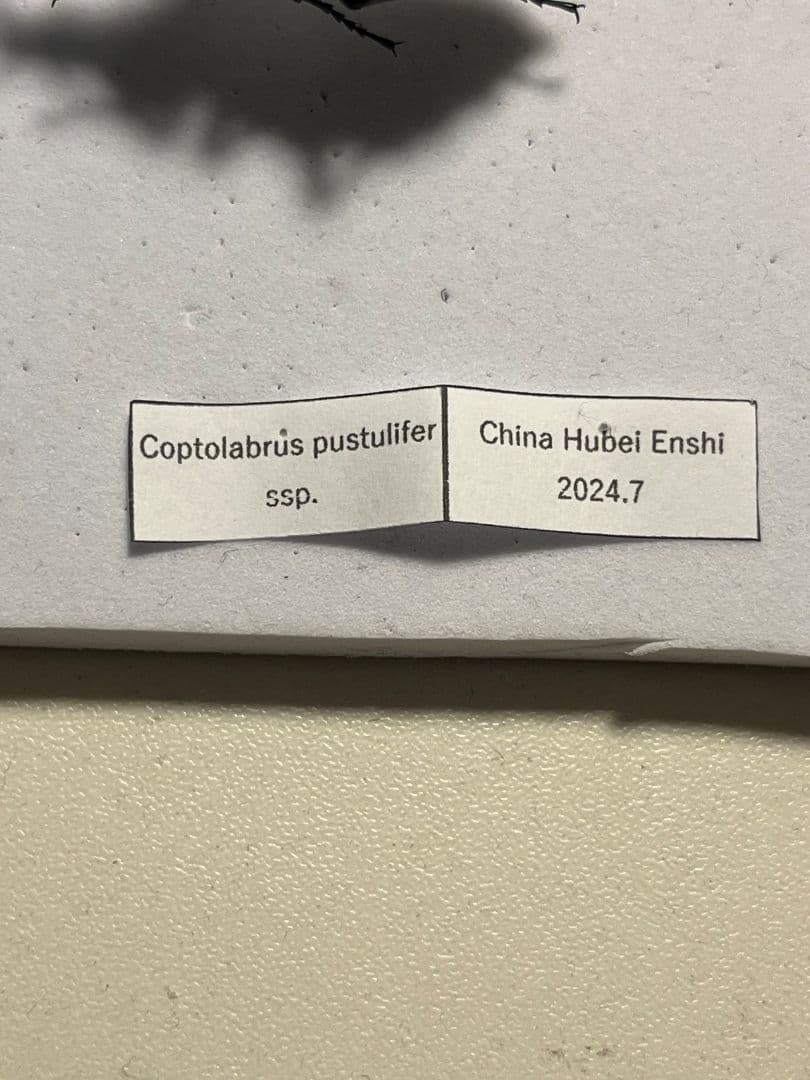 Coptolabrus pustulifer
ssp.
China Hubei Enshi
2024.7